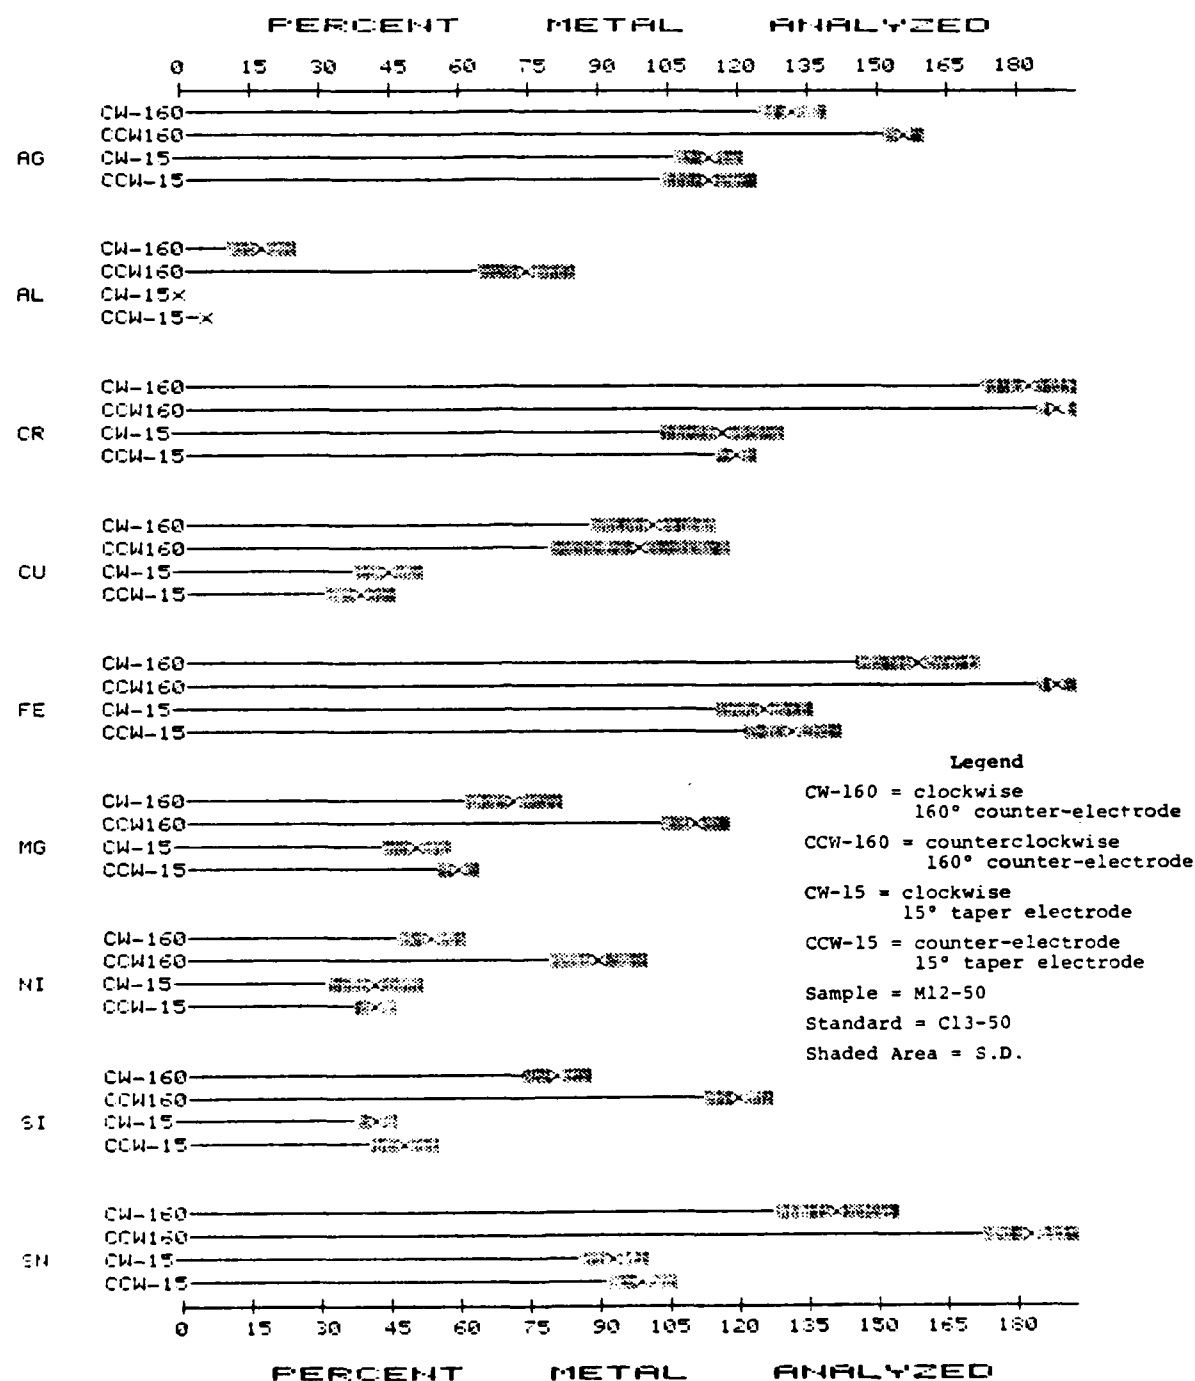 PERCENT METAL ANALYZED
0 15 30 45 60 75 90 105 120 135 150 165 180
CW-160
CCW160
AG CW-15
CCW-15
CW-160
CCW160
AL CW-15
CCW-15
CW-160
CCW160
CR CW-15
CCW-15
CW-160
CCW160
CU CW-15
CCW-15
CW-160
CCW160
FE CW-15
CCW-15
Legend
CW-160 = clockwise
160° counter-electrode
CCW-160 = counterclockwise
160° counter-electrode
CW-15 = clockwise
15° taper electrode
CCW-15 = counter-electrode
15° taper electrode
Sample = M12-50
Standard = C13-50
Shaded Area = S.D.
CW-160
CCW160
MG CW-15
CCW-15
CW-160
CCW160
NI CW-15
CCW-15
CW-160
CCW160
SI CW-15
CCW-15
CW-160
CCW160
SN CW-15
CCW-15
0 15 30 45 60 75 90 105 120 135 150 165 180
PERCENT METAL ANALYZED